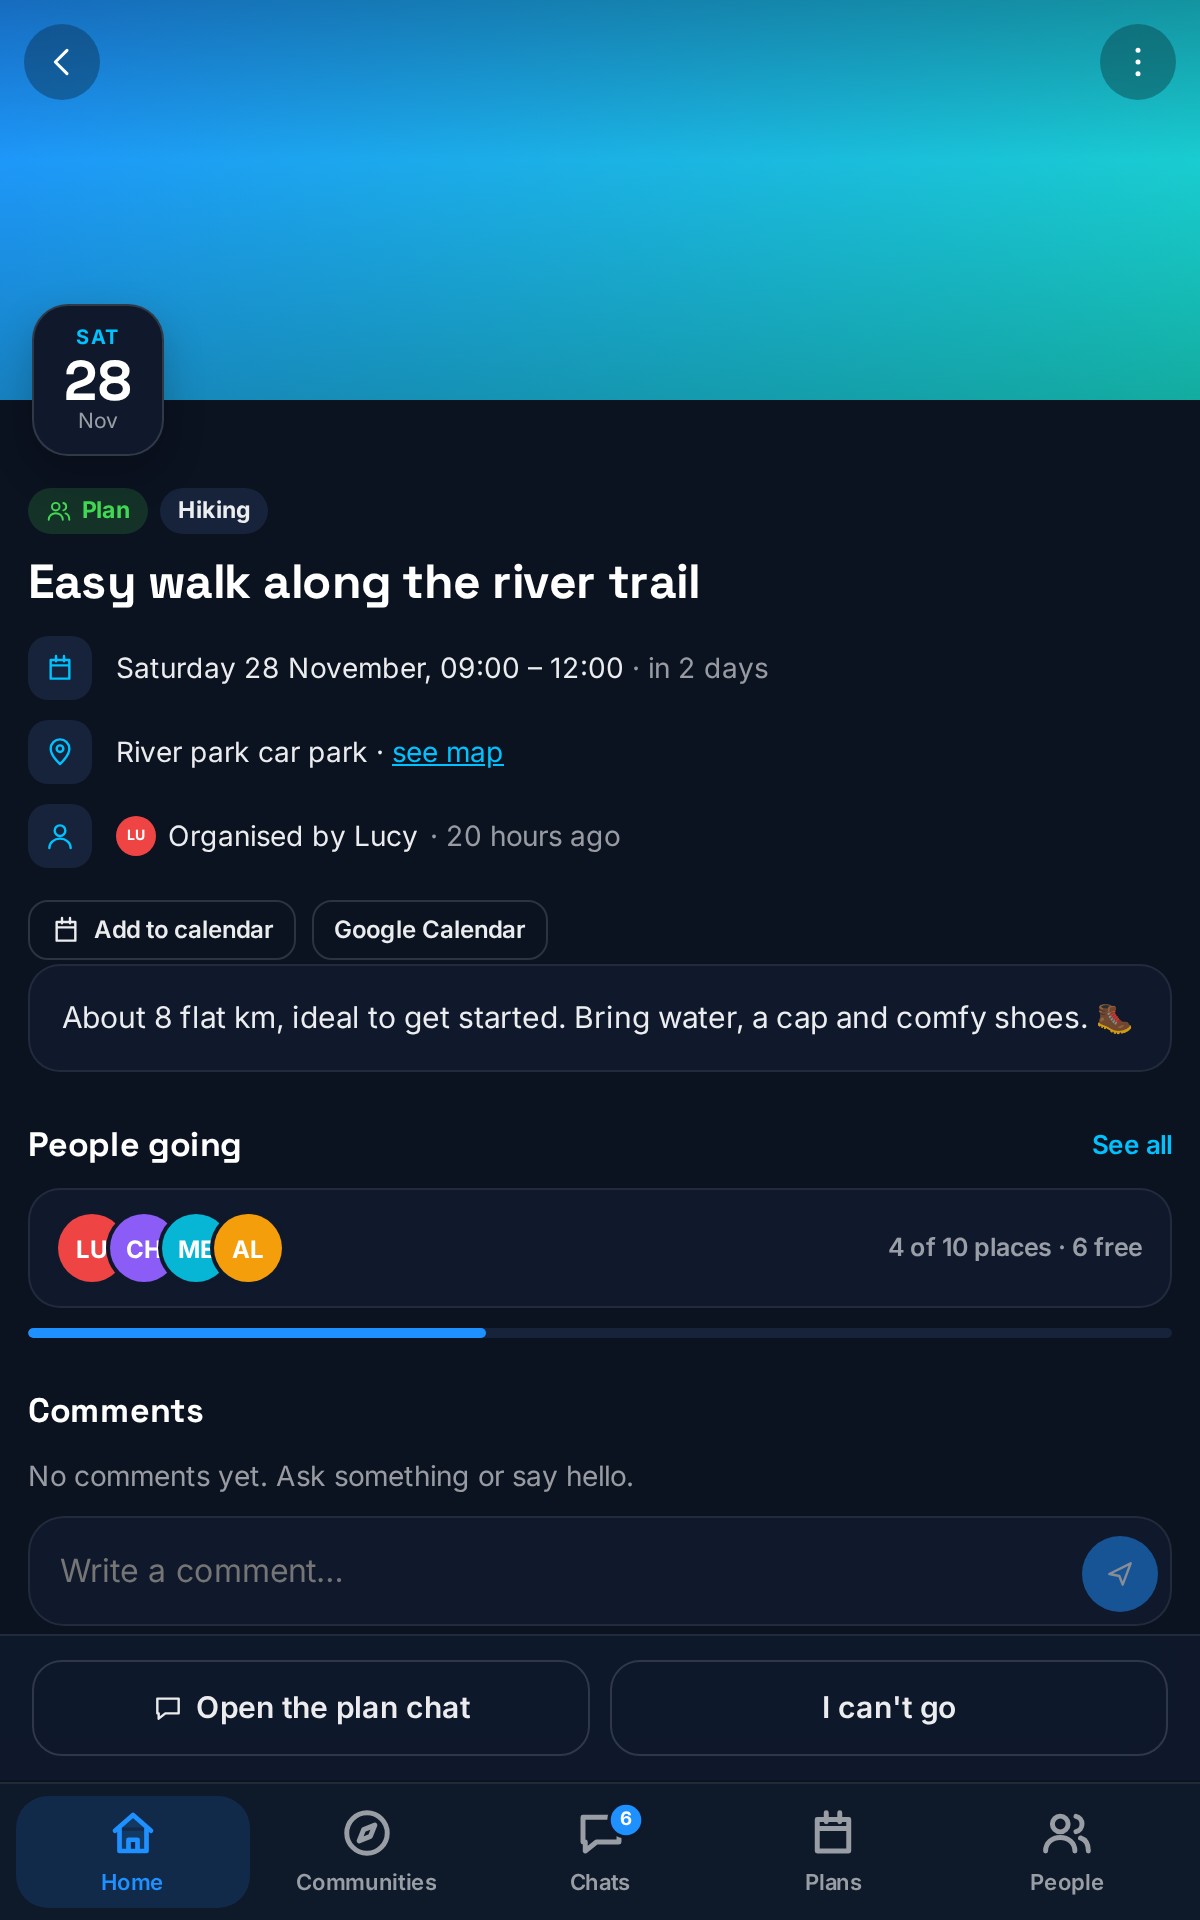 SAT
28
Nov
Plan
Hiking
Easy walk along the river trail
Saturday 28 November, 09:00 – 12:00 · in 2 days
River park car park · see map
LU Organised by Lucy · 20 hours ago
Add to calendar
Google Calendar
About 8 flat km, ideal to get started. Bring water, a cap and comfy shoes. 🥾
People going
See all
LU CH ME AL
4 of 10 places · 6 free
Comments
No comments yet. Ask something or say hello.
Write a comment...
Open the plan chat
I can't go
6
Home
Communities
Chats
Plans
People